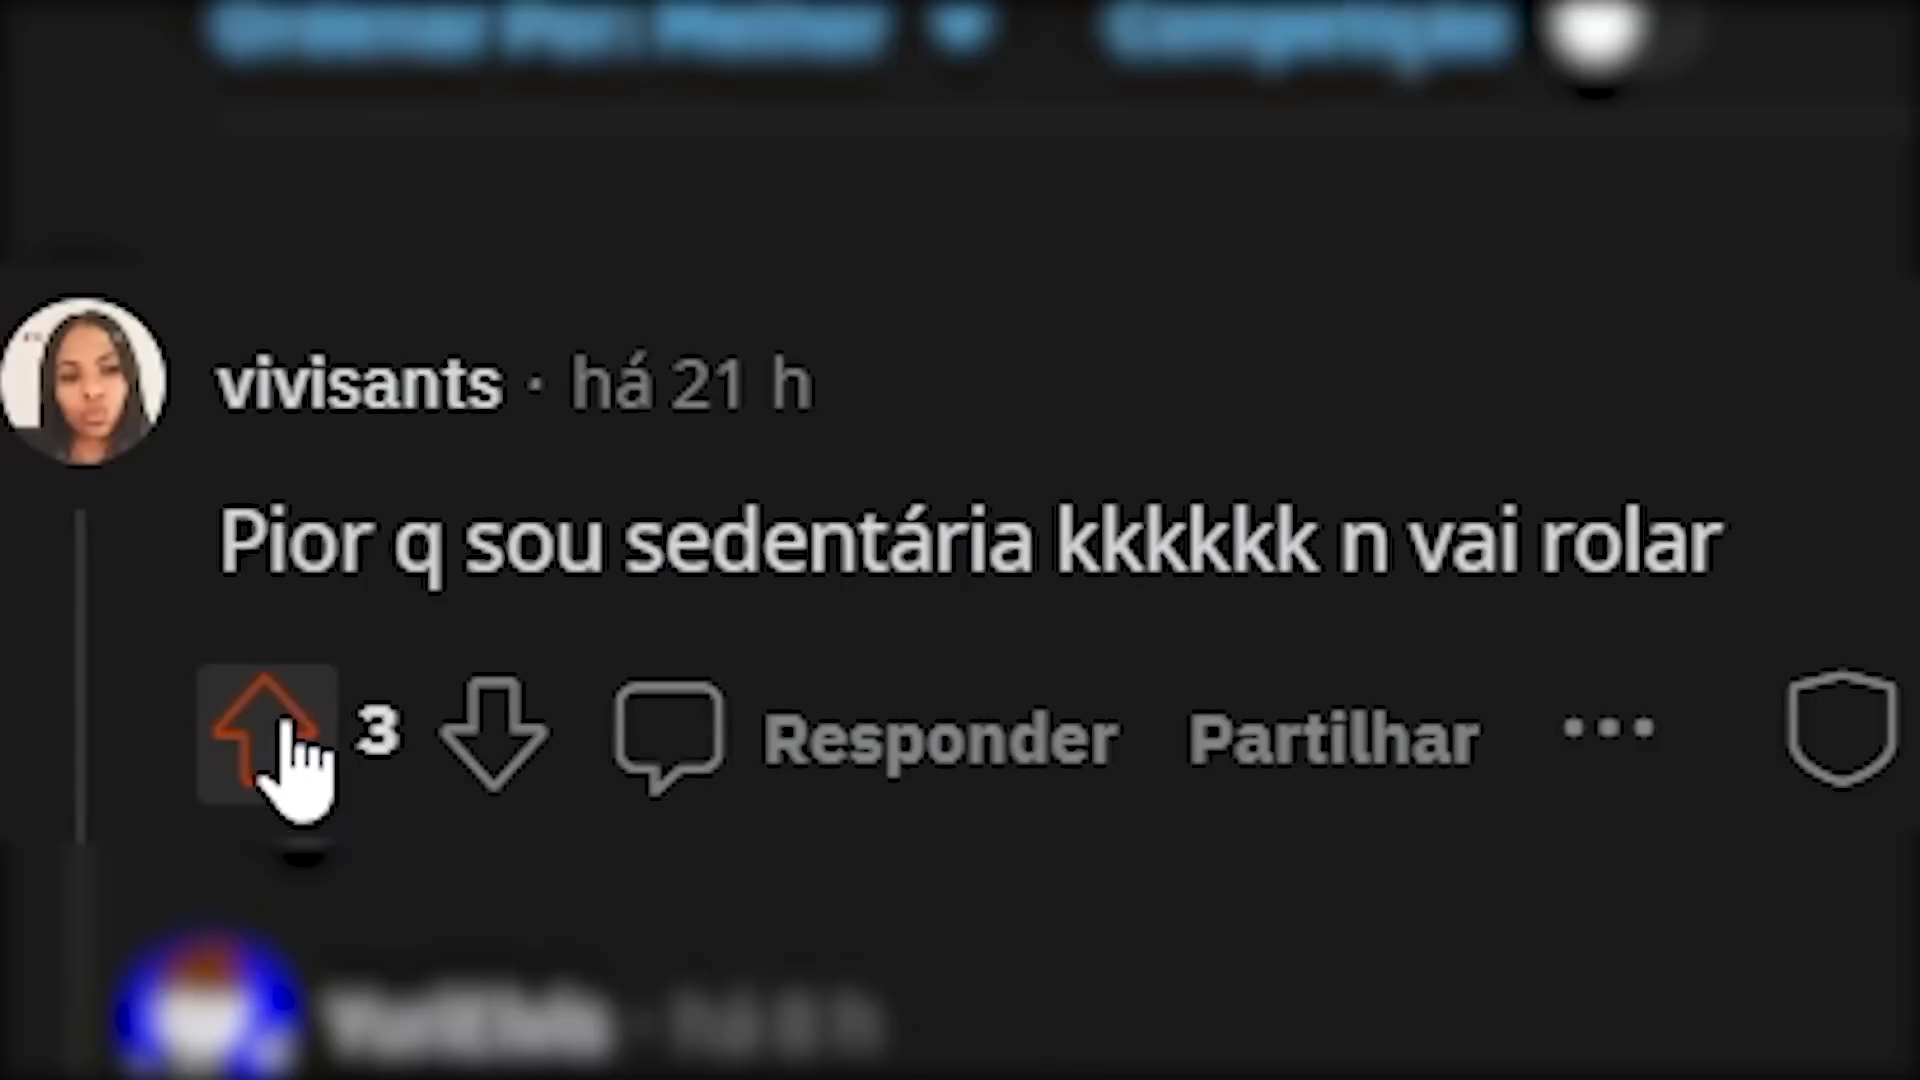 vivisants · há 21 h
Pior q sou sedentária kkkkkk n vai rolar
3 Responder Partilhar